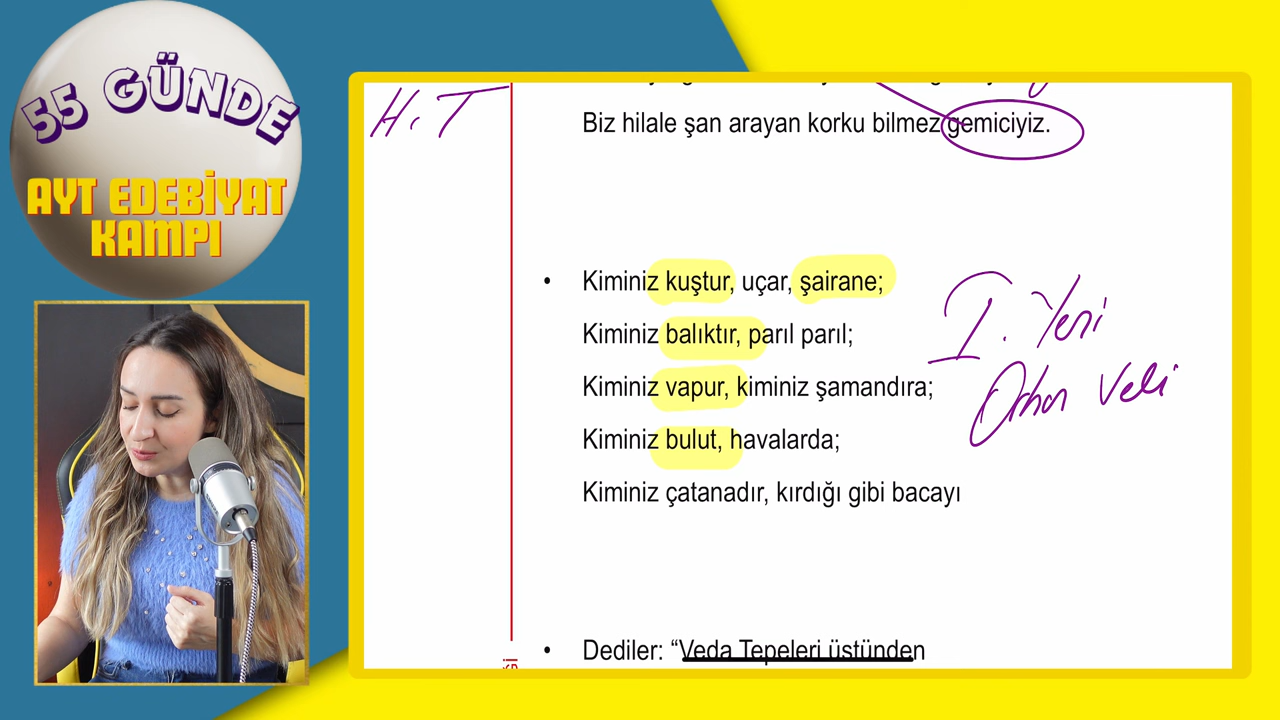 55 GÜNDE
AYT EDEBİYAT
KAMPI
H.T
Biz hilale şan arayan korku bilmez gemiciyiz.
• Kiminiz kuştur, uçar, şairane;
Kiminiz balıktır, parıl parıl;
Kiminiz vapur, kiminiz şamandıra;
Kiminiz bulut, havalarda;
Kiminiz çatanadır, kırdığı gibi bacayı
I. Yeni
Orhan Veli
• Dediler: “Veda Tepeleri üstünden